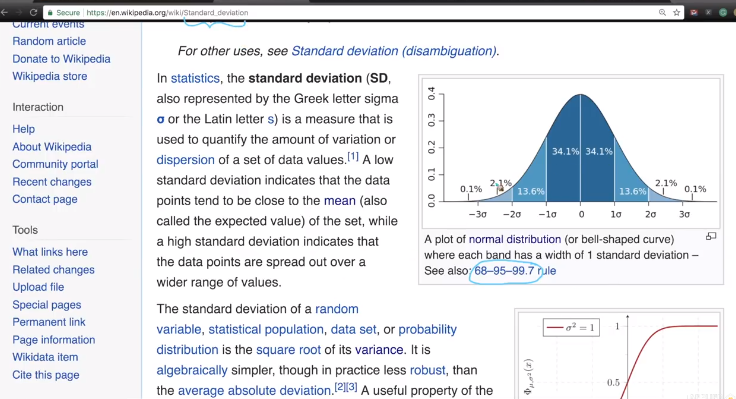 Secure | https://en.wikipedia.org/wiki/Standard_deviation
Current events
Random article
Donate to Wikipedia
Wikipedia store
Interaction
Help
About Wikipedia
Community portal
Recent changes
Contact page
Tools
What links here
Related changes
Upload file
Special pages
Permanent link
Page information
Wikidata item
Cite this page
For other uses, see Standard deviation (disambiguation).
In statistics, the standard deviation (SD,
also represented by the Greek letter sigma
σ or the Latin letter s) is a measure that is
used to quantify the amount of variation or
dispersion of a set of data values.[1] A low
standard deviation indicates that the data
points tend to be close to the mean (also
called the expected value) of the set, while
a high standard deviation indicates that
the data points are spread out over a
wider range of values.
The standard deviation of a random
variable, statistical population, data set, or probability
distribution is the square root of its variance. It is
algebraically simpler, though in practice less robust, than
the average absolute deviation.[2][3] A useful property of the
0.4
0.3
0.2
0.1
0.0
34.1% 34.1%
0.1% 2.1% 13.6% 13.6% 2.1% 0.1%
−3σ −2σ −1σ 0 1σ 2σ 3σ
A plot of normal distribution (or bell-shaped curve)
where each band has a width of 1 standard deviation –
See also: 68–95–99.7 rule
σ² = 1
1
0.5
Φμ,σ²(x)